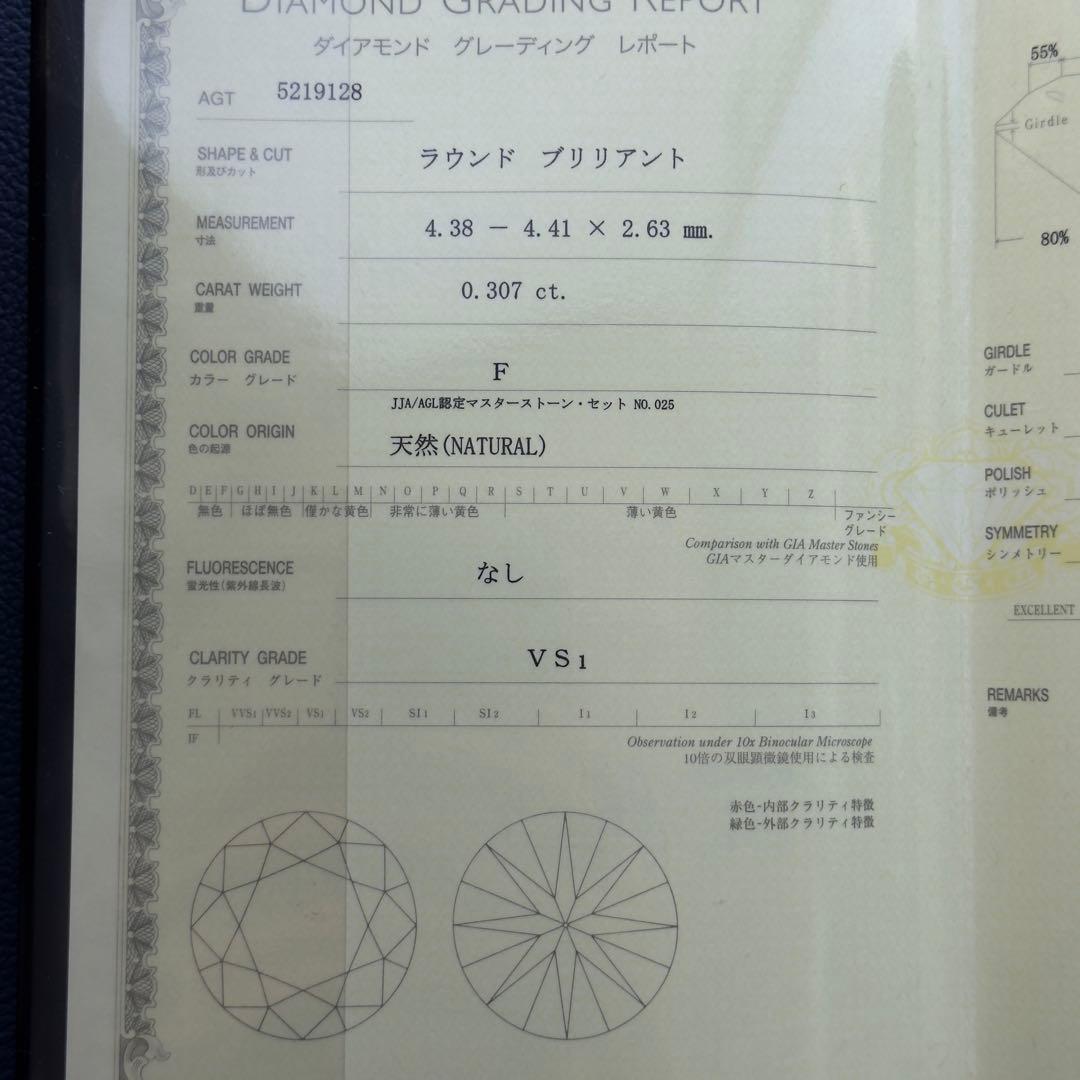 DIAMOND GRADING REPORT
ダイアモンド グレーディング レポート
AGT 5219128
SHAPE & CUT ラウンド ブリリアント
形及びカット
MEASUREMENT 4.38 - 4.41 × 2.63 mm.
寸法
CARAT WEIGHT 0.307 ct.
重量
COLOR GRADE F
カラー グレード
JJA/AGL認定マスターストーン・セット NO.025
COLOR ORIGIN 天然(NATURAL)
色の起源
D E F G H I J K L M N O P Q R S T U V W X Y Z
無色 ほぼ無色 僅かな黄色 非常に薄い黄色 薄い黄色 ファンシー
グレード
Comparison with GIA Master Stones
GIAマスターダイアモンド使用
FLUORESCENCE なし
蛍光性(紫外線長波)
CLARITY GRADE VS1
クラリティ グレード
FL VVS1 VVS2 VS1 VS2 SI1 SI2 I1 I2 I3
IF
Observation under 10x Binocular Microscope
10倍の双眼顕微鏡使用による検査
赤色-内部クラリティ特徴
緑色-外部クラリティ特徴
55%
Girdle
80%
GIRDLE
ガードル
CULET
キューレット
POLISH
ポリッシュ
SYMMETRY
シンメトリー
EXCELLENT
REMARKS
備考